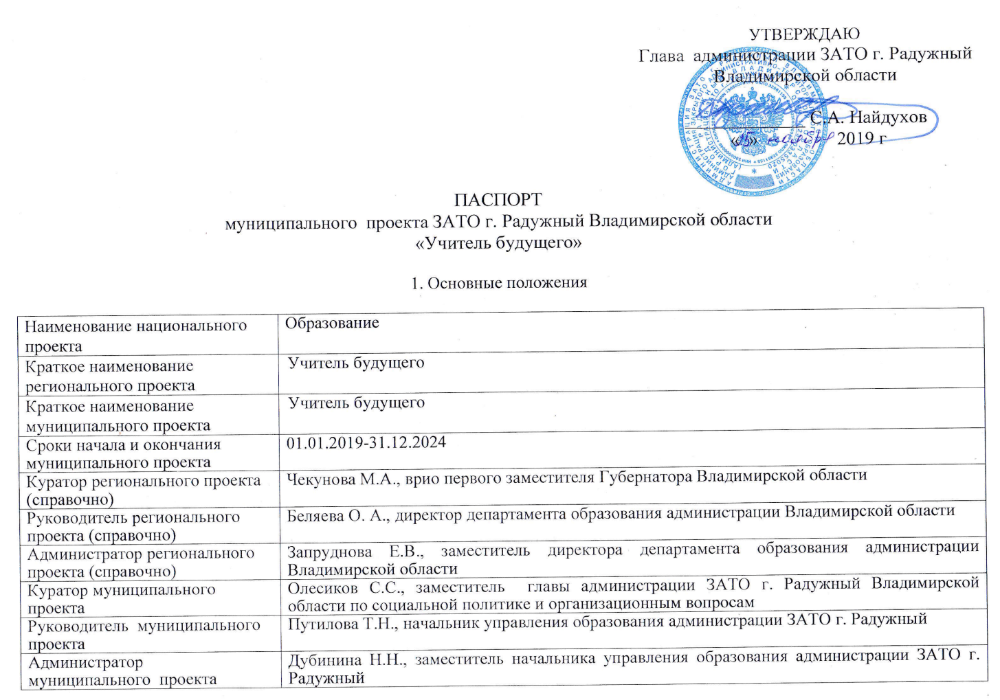 УТВЕРЖДАЮ
Глава администрации ЗАТО г. Радужный
Владимирской области
С.А. Найдухов
«25» ноября 2019 г
ПАСПОРТ
муниципального проекта ЗАТО г. Радужный Владимирской области
«Учитель будущего»
1. Основные положения
Наименование национального
проекта
Образование
Краткое наименование
регионального проекта
Учитель будущего
Краткое наименование
муниципального проекта
Учитель будущего
Сроки начала и окончания
муниципального проекта
01.01.2019-31.12.2024
Куратор регионального проекта
(справочно)
Чекунова М.А., врио первого заместителя Губернатора Владимирской области
Руководитель регионального
проекта (справочно)
Беляева О. А., директор департамента образования администрации Владимирской области
Администратор регионального
проекта (справочно)
Запруднова Е.В., заместитель директора департамента образования администрации
Владимирской области
Куратор муниципального
проекта
Олесиков С.С., заместитель главы администрации ЗАТО г. Радужный Владимирской
области по социальной политике и организационным вопросам
Руководитель муниципального
проекта
Путилова Т.Н., начальник управления образования администрации ЗАТО г. Радужный
Администратор
муниципального проекта
Дубинина Н.Н., заместитель начальника управления образования администрации ЗАТО г.
Радужный